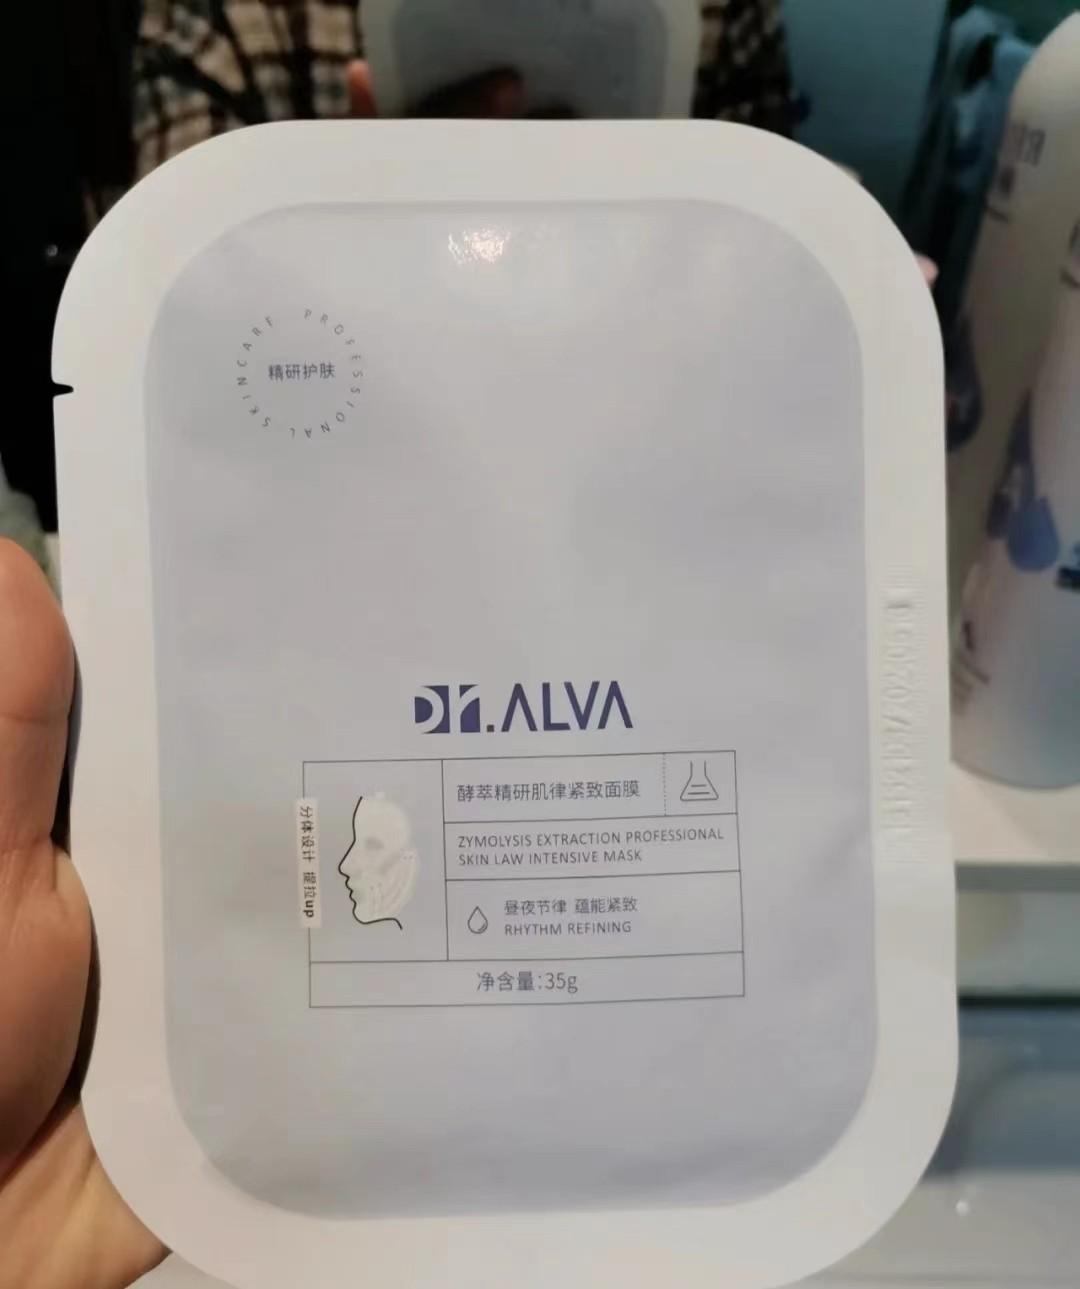 PROFESSIONAL SKINCARE
精研护肤
Dr.ALVA
分体设计 提拉up
酵萃精研肌律紧致面膜
ZYMOLYSIS EXTRACTION PROFESSIONAL
SKIN LAW INTENSIVE MASK
昼夜节律 蕴能紧致
RHYTHM REFINING
净含量:35g